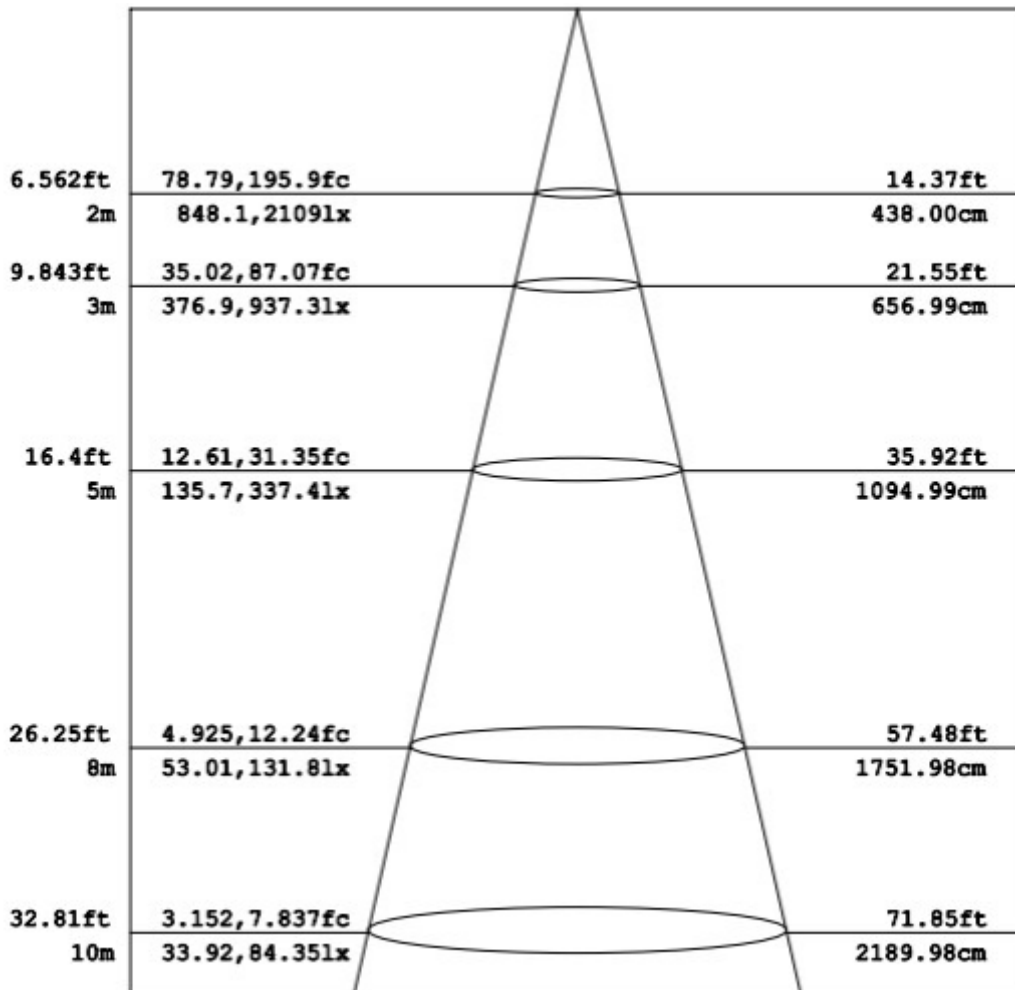 6.562ft 78.79,195.9fc 14.37ft
2m 848.1,2109lx 438.00cm
9.843ft 35.02,87.07fc 21.55ft
3m 376.9,937.3lx 656.99cm
16.4ft 12.61,31.35fc 35.92ft
5m 135.7,337.4lx 1094.99cm
26.25ft 4.925,12.24fc 57.48ft
8m 53.01,131.8lx 1751.98cm
32.81ft 3.152,7.837fc 71.85ft
10m 33.92,84.35lx 2189.98cm